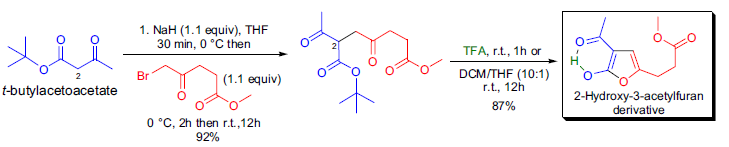 O
O
O
2
t-butylacetoacetate
1. NaH (1.1 equiv), THF
30 min, 0 °C then
Br
(1.1 equiv)
O
O
O
0 °C, 2h then r.t.,12h
92%
O
O
2
O
O
O
O
TFA, r.t., 1h or
DCM/THF (10:1)
r.t., 12h
87%
O
O
O
H
O
O
2-Hydroxy-3-acetylfuran
derivative